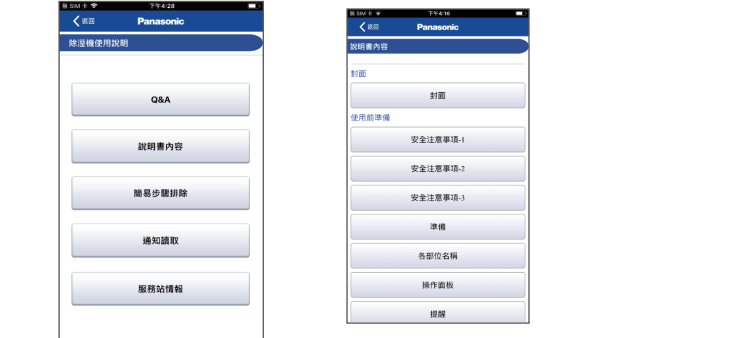 無 SIM 卡
下午4:28
返回
Panasonic
除溼機使用說明
Q&A
說明書內容
簡易步驟排除
通知讀取
服務站情報
無 SIM 卡
下午4:16
返回
Panasonic
說明書內容
封面
封面
使用前準備
安全注意事項-1
安全注意事項-2
安全注意事項-3
準備
各部位名稱
操作面板
提醒